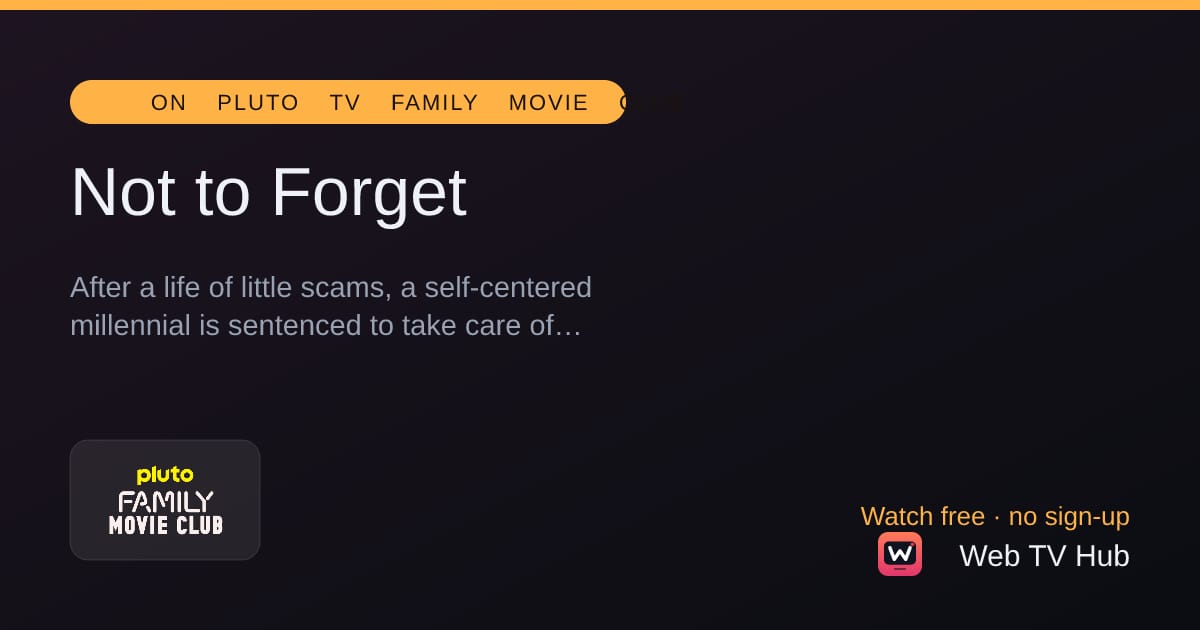 ON PLUTO TV FAMILY MOVIE
Not to Forget
After a life of little scams, a self-centered
millennial is sentenced to take care of…
pluto
FAMILY
MOVIE CLUB
Watch free · no sign-up
W
Web TV Hub